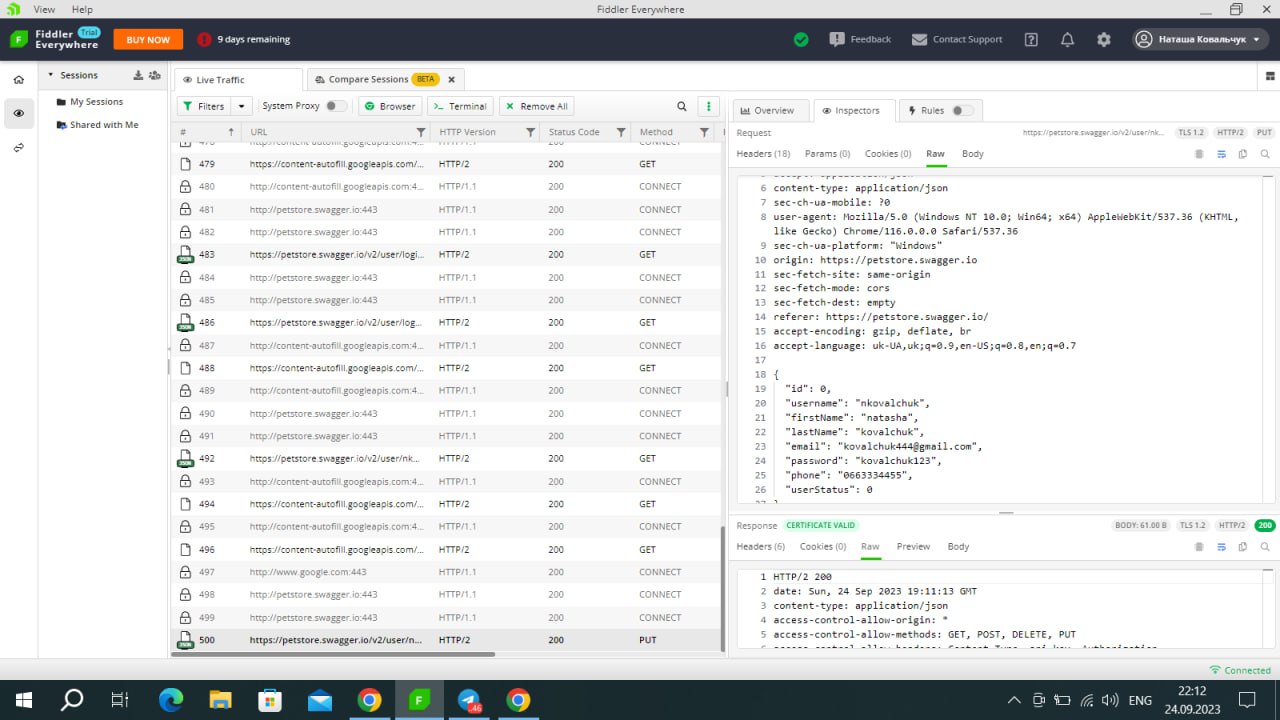 View Help Fiddler Everywhere
Fiddler Trial
Everywhere
BUY NOW
9 days remaining
Feedback
Contact Support
Наташа Ковальчук
Sessions
My Sessions
Shared with Me
Live Traffic
Compare Sessions BETA
Filters
System Proxy
Browser
Terminal
Remove All
# URL HTTP Version Status Code Method
479 https://content-autofill.googleapis.com/... HTTP/2 200 GET
480 http://content-autofill.googleapis.com:4... HTTP/1.1 200 CONNECT
481 http://petstore.swagger.io:443 HTTP/1.1 200 CONNECT
482 http://petstore.swagger.io:443 HTTP/1.1 200 CONNECT
483 https://petstore.swagger.io/v2/user/logi... HTTP/2 200 GET
484 http://petstore.swagger.io:443 HTTP/1.1 200 CONNECT
485 http://petstore.swagger.io:443 HTTP/1.1 200 CONNECT
486 https://petstore.swagger.io/v2/user/log... HTTP/2 200 GET
487 http://content-autofill.googleapis.com:4... HTTP/1.1 200 CONNECT
488 https://content-autofill.googleapis.com/... HTTP/2 200 GET
489 http://content-autofill.googleapis.com:4... HTTP/1.1 200 CONNECT
490 http://petstore.swagger.io:443 HTTP/1.1 200 CONNECT
491 http://petstore.swagger.io:443 HTTP/1.1 200 CONNECT
492 https://petstore.swagger.io/v2/user/nk... HTTP/2 200 GET
493 http://content-autofill.googleapis.com:4... HTTP/1.1 200 CONNECT
494 https://content-autofill.googleapis.com/... HTTP/2 200 GET
495 http://content-autofill.googleapis.com:4... HTTP/1.1 200 CONNECT
496 https://content-autofill.googleapis.com/... HTTP/2 200 GET
497 http://www.google.com:443 HTTP/1.1 200 CONNECT
498 http://petstore.swagger.io:443 HTTP/1.1 200 CONNECT
499 http://petstore.swagger.io:443 HTTP/1.1 200 CONNECT
500 https://petstore.swagger.io/v2/user/n... HTTP/2 200 PUT
Overview
Inspectors
Rules
Request https://petstore.swagger.io/v2/user/nk... TLS 1.2 HTTP/2 PUT
Headers (18) Params (0) Cookies (0) Raw Body
5 accept: application/json
6 content-type: application/json
7 sec-ch-ua-mobile: ?0
8 user-agent: Mozilla/5.0 (Windows NT 10.0; Win64; x64) AppleWebKit/537.36 (KHTML,
like Gecko) Chrome/116.0.0.0 Safari/537.36
9 sec-ch-ua-platform: "Windows"
10 origin: https://petstore.swagger.io
11 sec-fetch-site: same-origin
12 sec-fetch-mode: cors
13 sec-fetch-dest: empty
14 referer: https://petstore.swagger.io/
15 accept-encoding: gzip, deflate, br
16 accept-language: uk-UA,uk;q=0.9,en-US;q=0.8,en;q=0.7
17
18 {
19 "id": 0,
20 "username": "nkovalchuk",
21 "firstName": "natasha",
22 "lastName": "kovalchuk",
23 "email": "kovalchuk444@gmail.com",
24 "password": "kovalchuk123",
25 "phone": "0663334455",
26 "userStatus": 0
Response CERTIFICATE VALID BODY: 61.00 B TLS 1.2 HTTP/2 200
Headers (6) Cookies (0) Raw Preview Body
1 HTTP/2 200
2 date: Sun, 24 Sep 2023 19:11:13 GMT
3 content-type: application/json
4 access-control-allow-origin: *
5 access-control-allow-methods: GET, POST, DELETE, PUT
Connected
ENG
22:12
24.09.2023